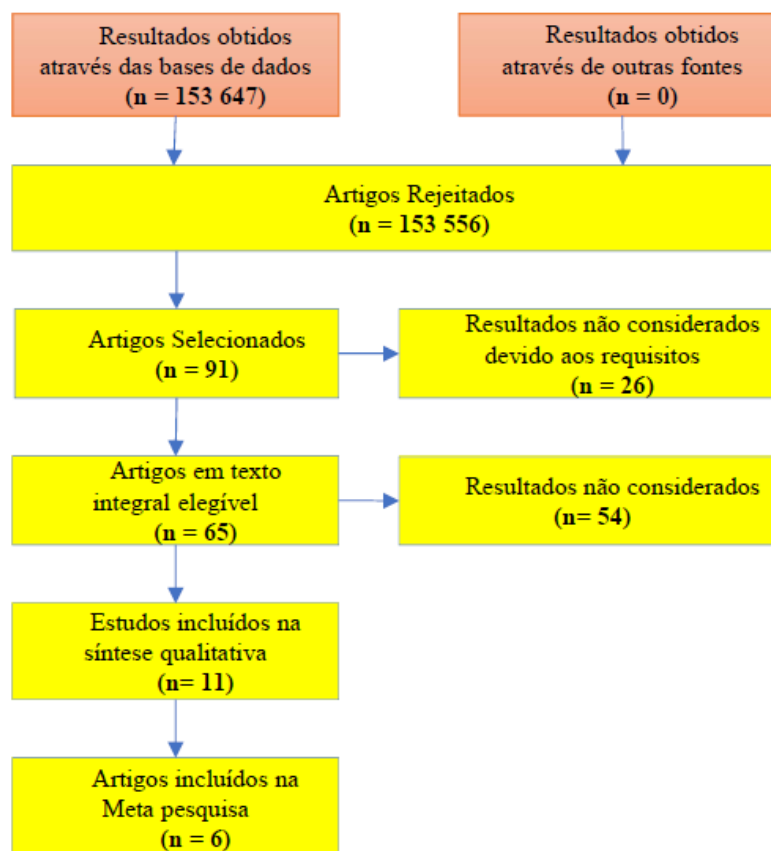 Resultados obtidos
através das bases de dados
(n = 153 647)
Resultados obtidos
através de outras fontes
(n = 0)
Artigos Rejeitados
(n = 153 556)
Artigos Selecionados
(n = 91)
Resultados não considerados
devido aos requisitos
(n = 26)
Artigos em texto
integral elegível
(n = 65)
Resultados não considerados
(n= 54)
Estudos incluídos na
síntese qualitativa
(n= 11)
Artigos incluídos na
Meta pesquisa
(n = 6)